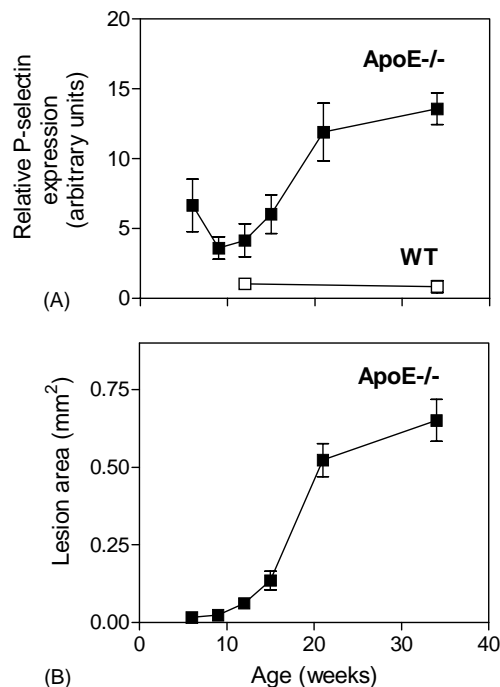 Relative P-selectin
expression
(arbitrary units)
20
15
10
5
0
ApoE-/-
WT
(A)
Lesion area (mm²)
0.75
0.50
0.25
0.00
ApoE-/-
0 10 20 30 40
Age (weeks)
(B)